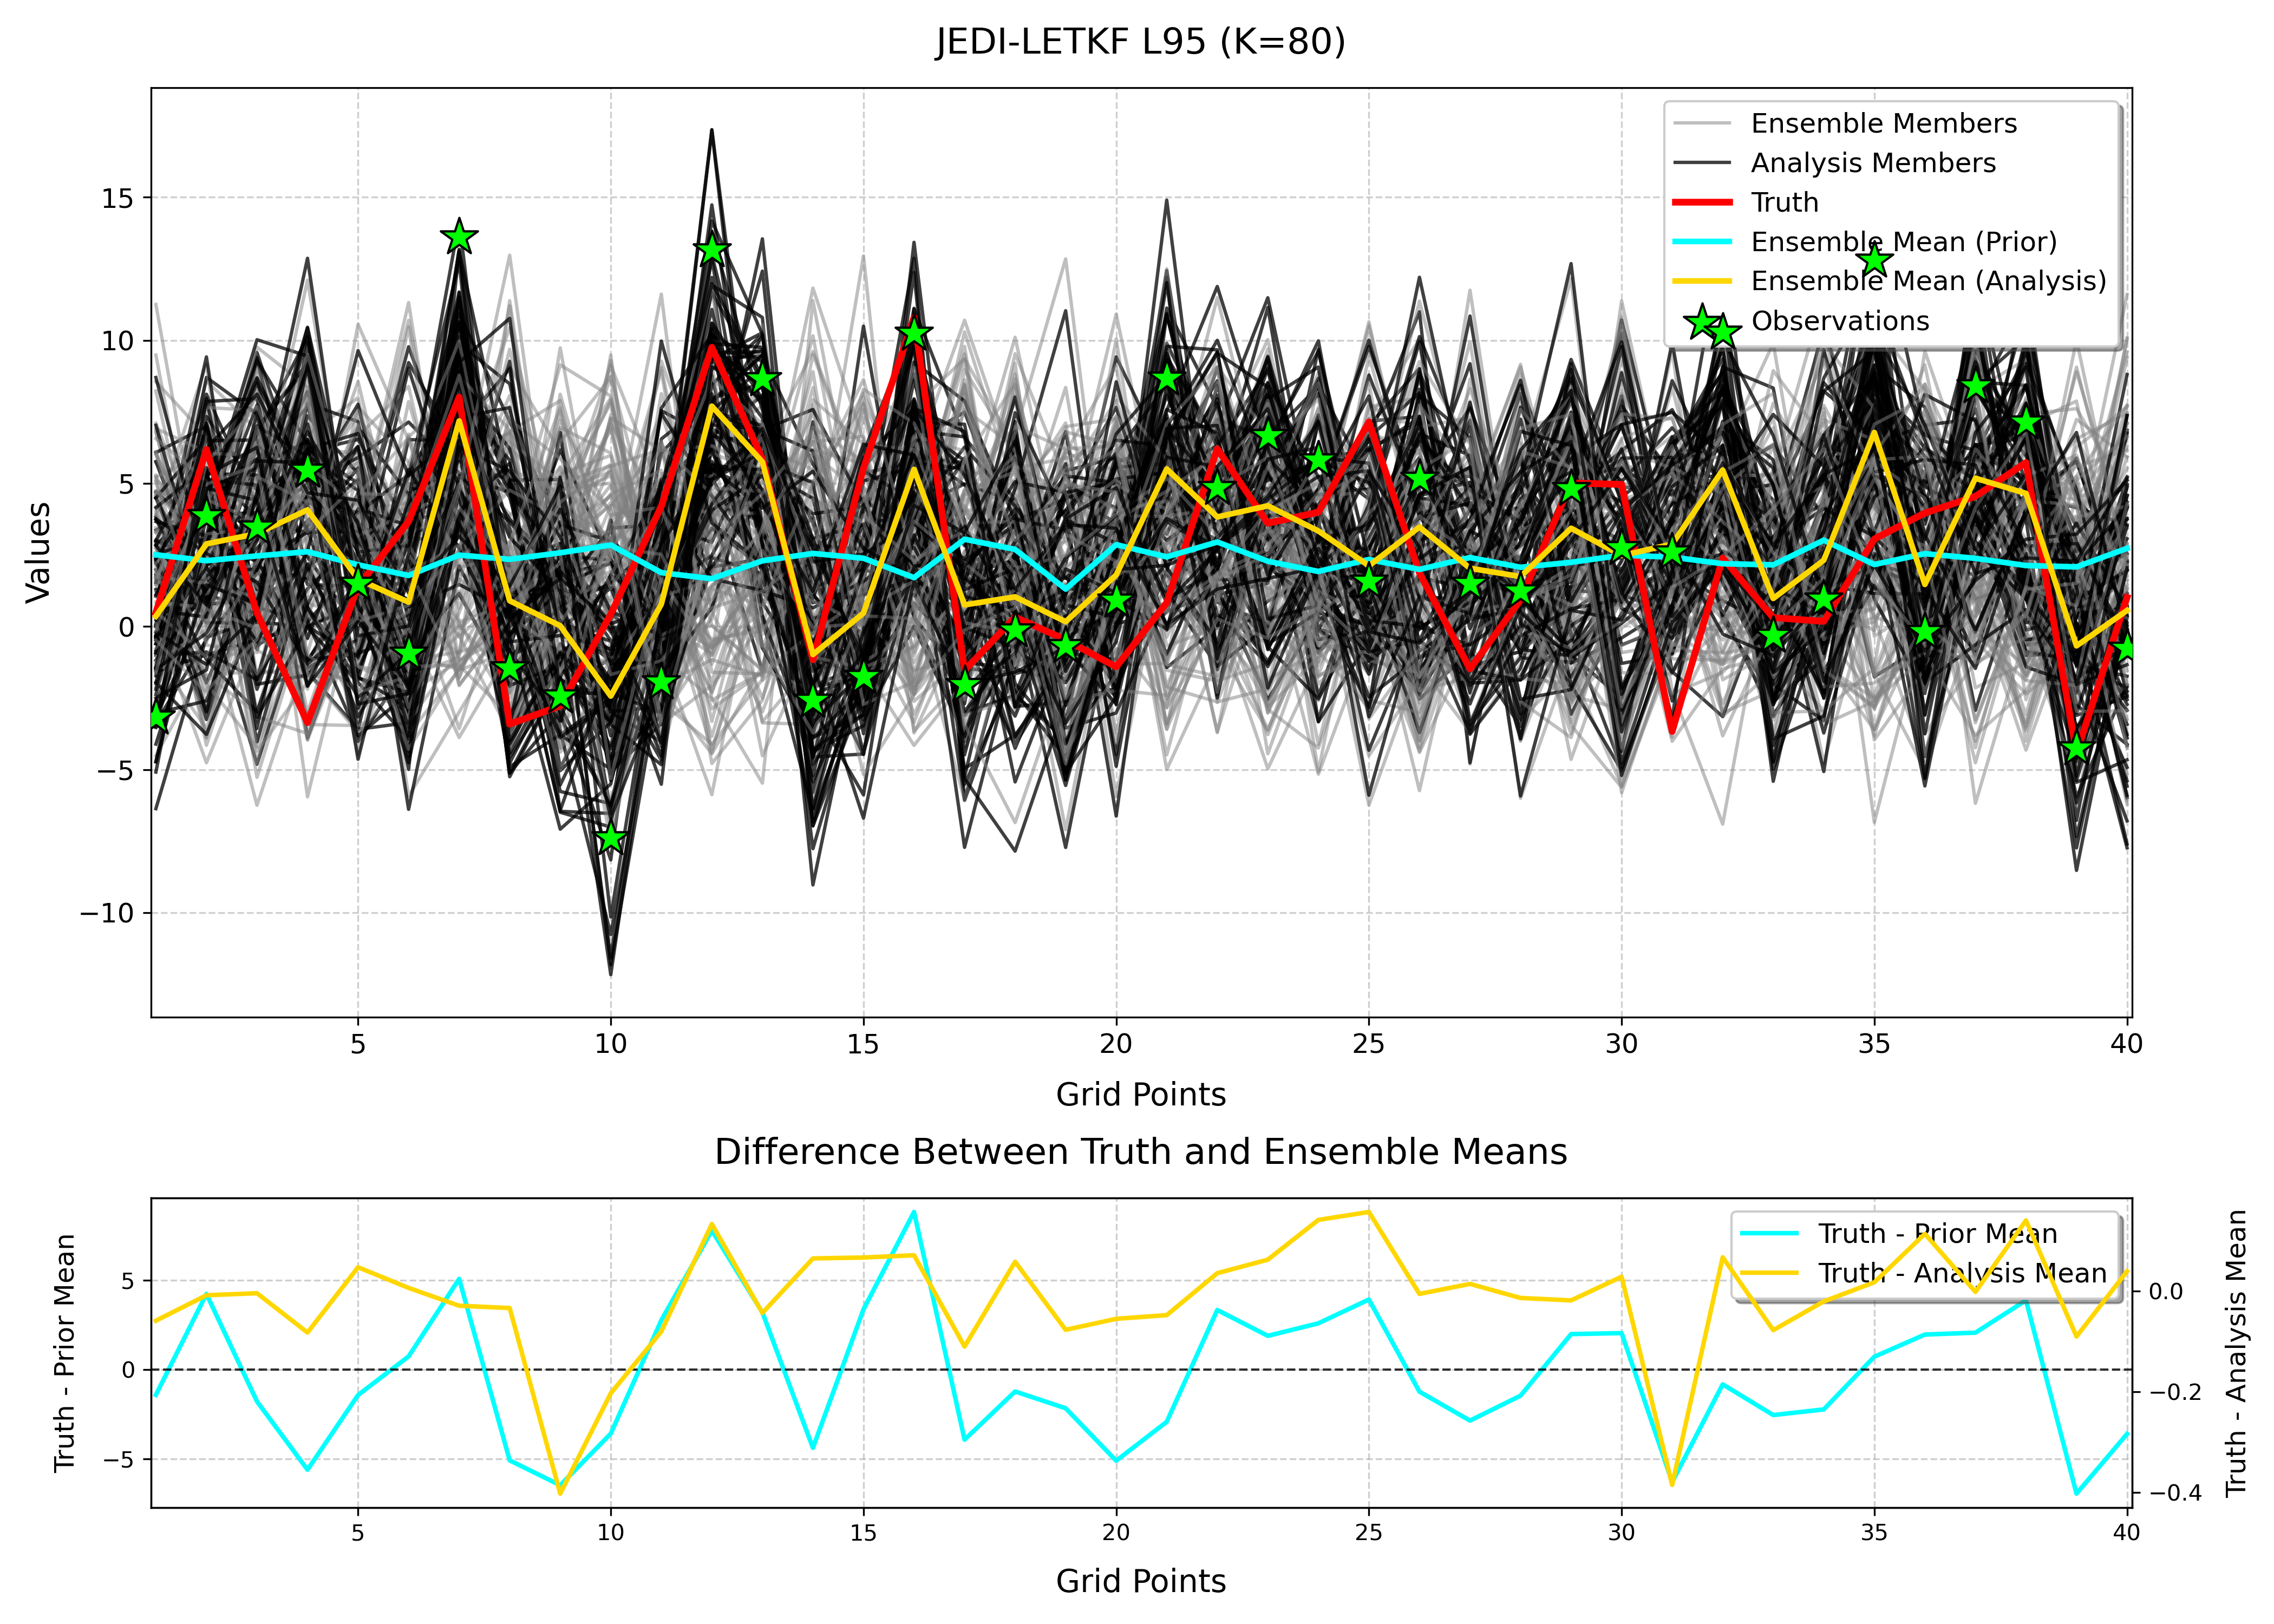 JEDI-LETKF L95 (K=80)
Values
15
10
5
0
−5
−10
Ensemble Members
Analysis Members
Truth
Ensemble Mean (Prior)
Ensemble Mean (Analysis)
Observations
5 10 15 20 25 30 35 40
Grid Points
Difference Between Truth and Ensemble Means
Truth - Prior Mean
5
0
−5
Truth - Prior Mean
Truth - Analysis Mean
0.0
−0.2
−0.4
Truth - Analysis Mean
5 10 15 20 25 30 35 40
Grid Points